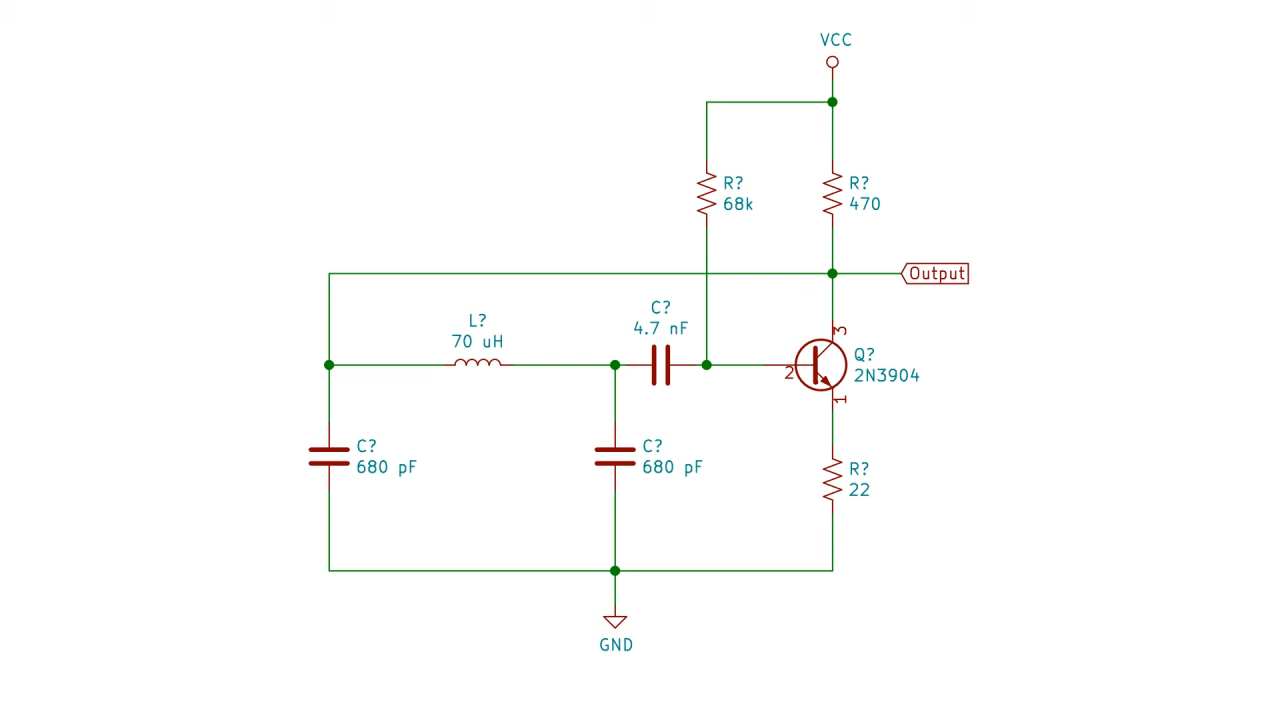 VCC
R?
68k
R?
470
Output
C?
4.7 nF
L?
70 uH
3
Q?
2N3904
2
1
C?
680 pF
C?
680 pF
R?
22
GND